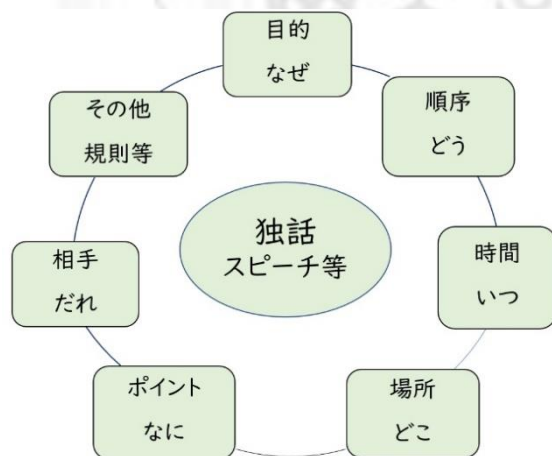 目的
なぜ
順序
どう
時間
いつ
場所
どこ
ポイント
なに
相手
だれ
その他
規則等
独話
スピーチ等